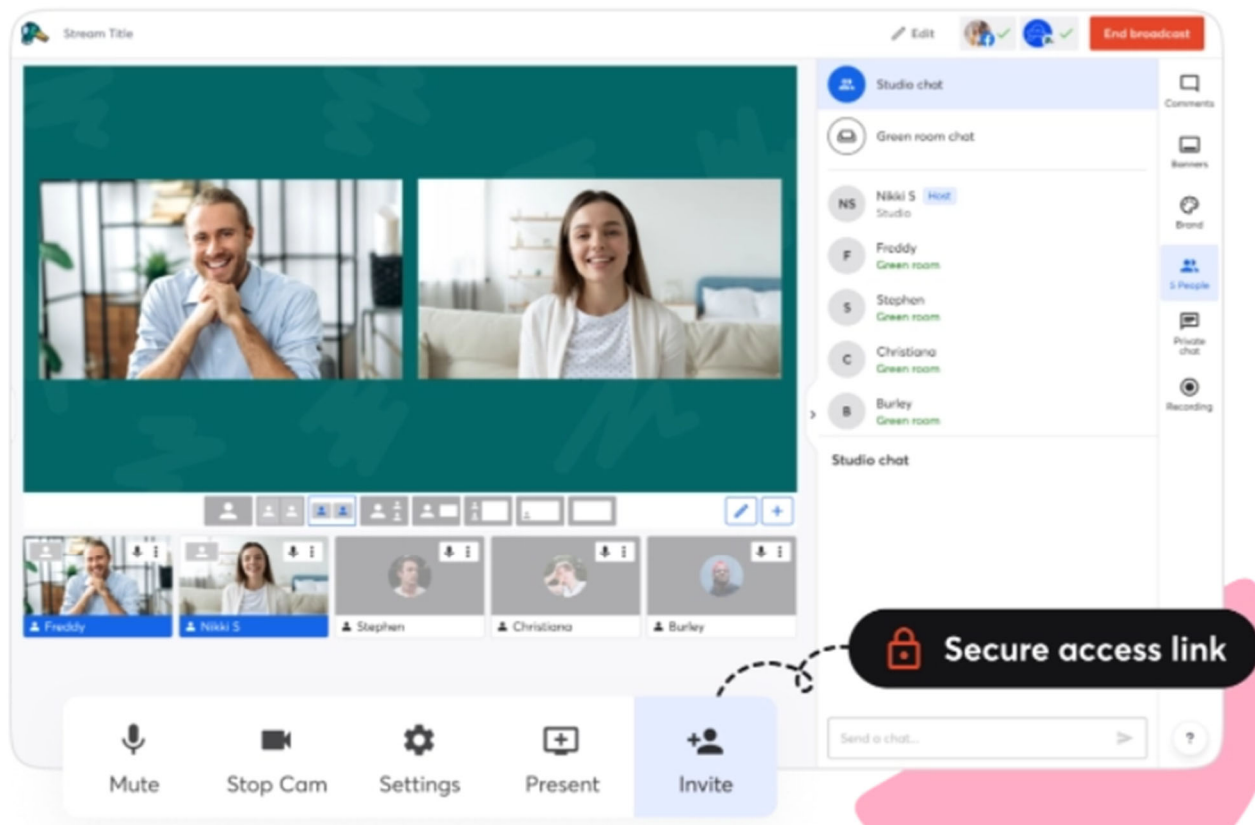 Stream Title
Edit
End broadcast
Studio chat
Green room chat
NS
Nikki S
Host
Studio
F
Freddy
Green room
S
Stephen
Green room
C
Christiana
Green room
B
Burley
Green room
Studio chat
Send a chat...
Comments
Banners
Brand
5 People
Private
chat
Recording
?
Freddy
Nikki S
Stephen
Christiana
Burley
Secure access link
Mute
Stop Cam
Settings
Present
Invite